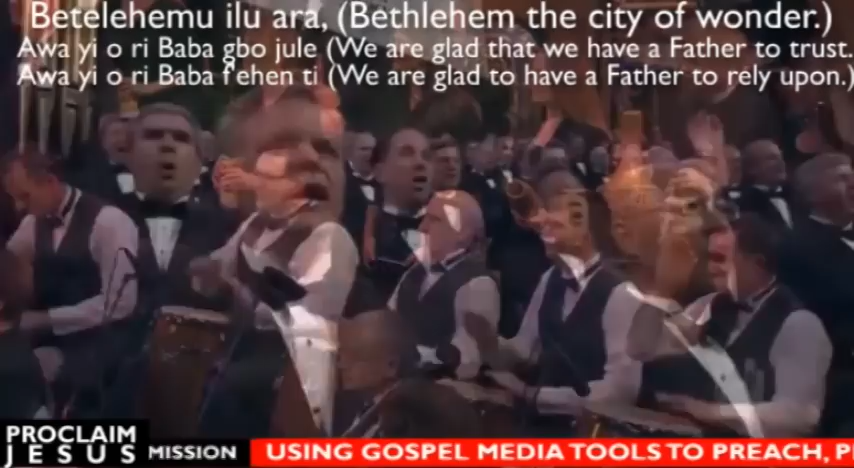 Betelehemu ilu ara, (Bethlehem the city of wonder.)
Awa yi o ri Baba gbo jule (We are glad that we have a Father to trust.
Awa yi o ri Baba f'ehen ti (We are glad to have a Father to rely upon.)
PROCLAIM
JESUS MISSION
USING GOSPEL MEDIA TOOLS TO PREACH,